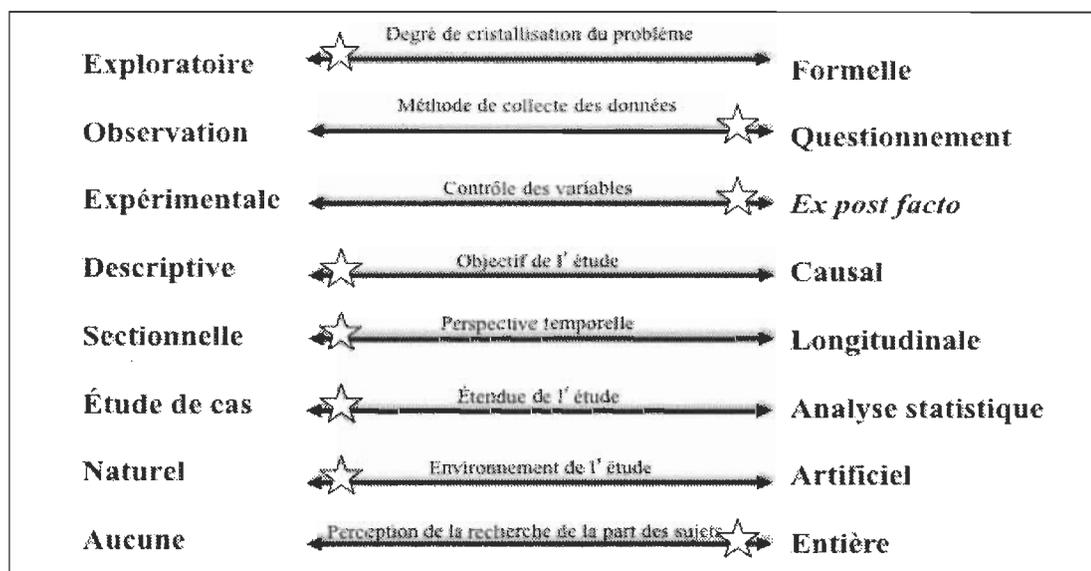 Degré de cristallisation du problème
Exploratoire Formelle
Méthode de collecte des données
Observation Questionnement
Contrôle des variables
Expérimentale Ex post facto
Objectif de l' étude
Descriptive Causal
Perspective temporelle
Sectionnelle Longitudinale
Étendue de l' étude
Étude de cas Analyse statistique
Environnement de l' étude
Naturel Artificiel
Perception de la recherche de la part des sujets
Aucune Entière